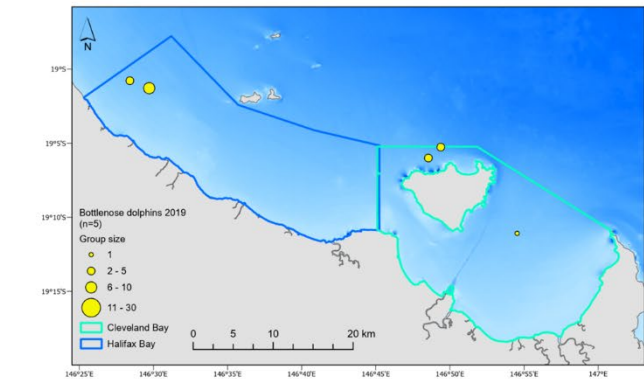 N
19°S
19°5'S
19°10'S
19°15'S
Bottlenose dolphins 2019
(n=5)
Group size
1
2 - 5
6 - 10
11 - 30
Cleveland Bay
Halifax Bay
0 5 10 20 km
146°25'E 146°30'E 146°35'E 146°40'E 146°45'E 146°50'E 146°55'E 147°E